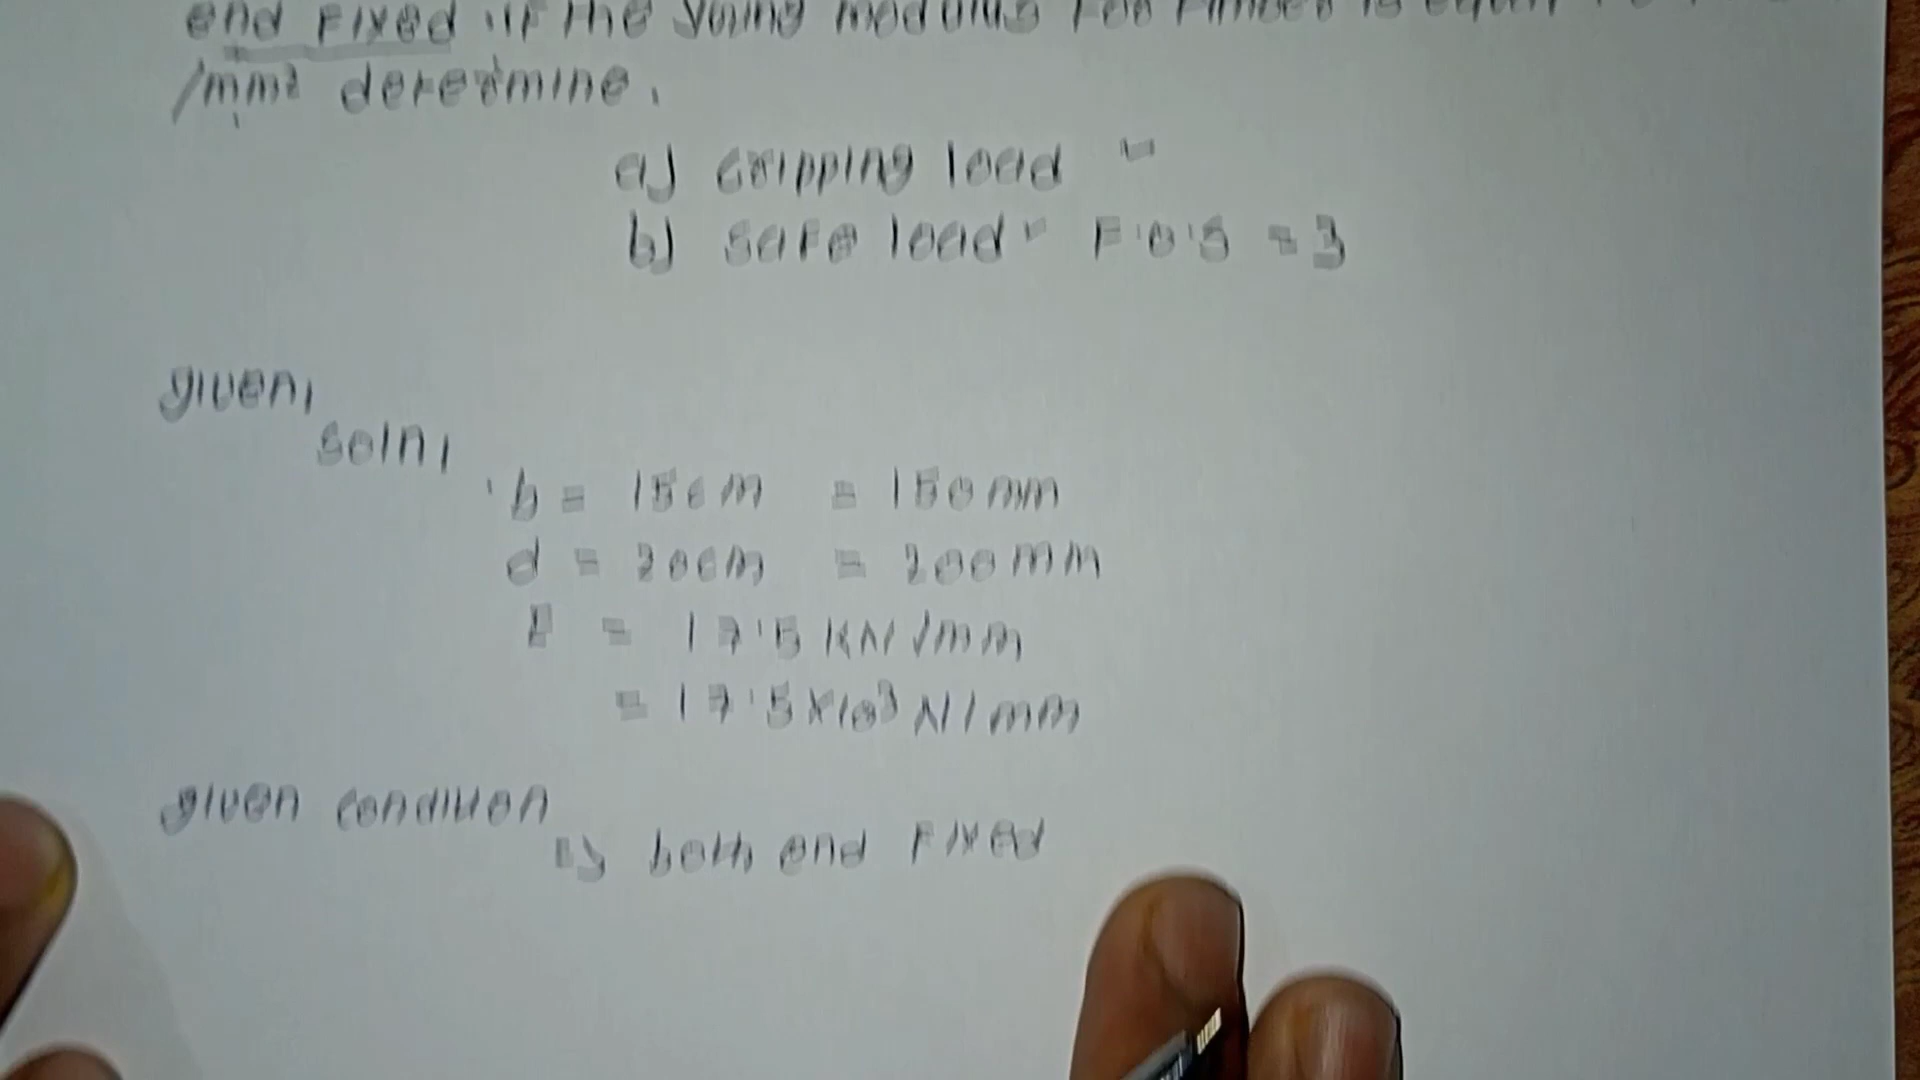 end Fixed . if the young modulus For timber is equal
/mm² determine.
a) cripping load "
b) safe load " F.O.S = 3
given,
soln,
b = 15cm = 150mm
d = 20cm = 200mm
E = 17.5 KN/mm
= 17.5x10³ N/mm
given condition
i) both end Fixed